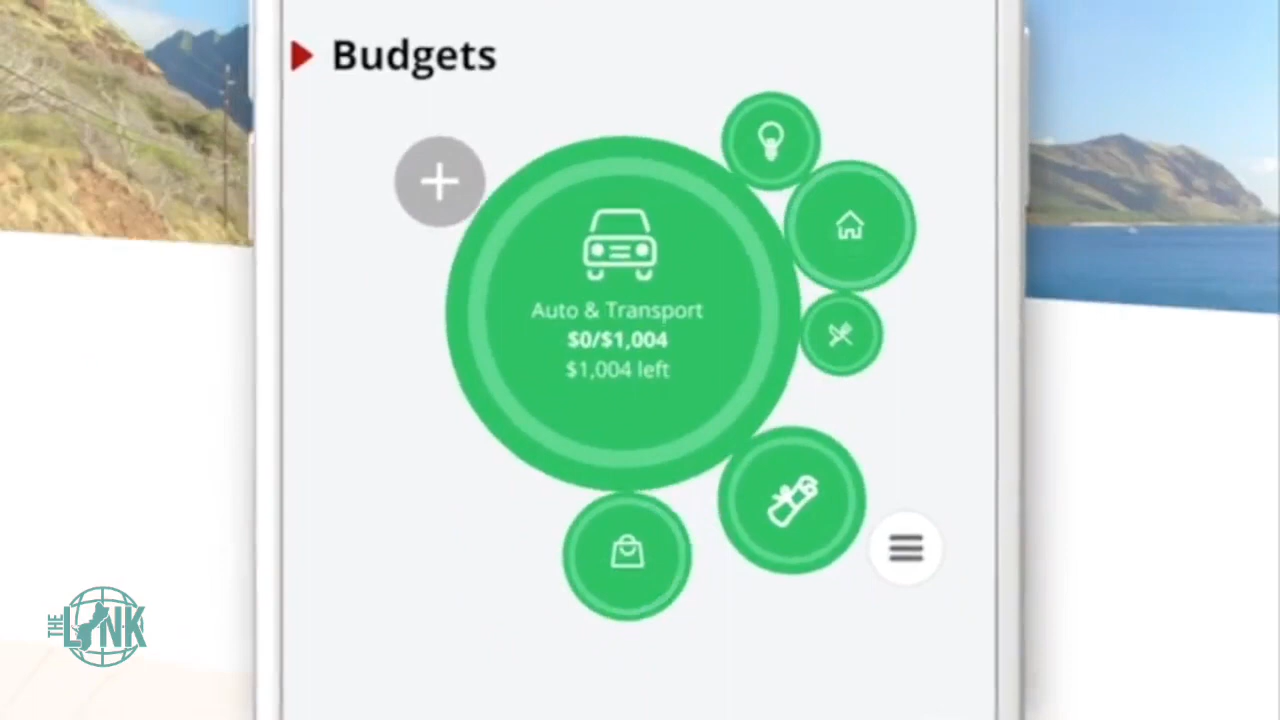 Budgets
Auto & Transport
$0/$1,004
$1,004 left
THE LINK